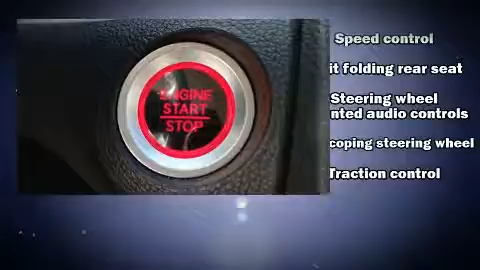 ENGINE
START
STOP
Speed control
it folding rear seat
Steering wheel
nted audio controls
coping steering wheel
Traction control